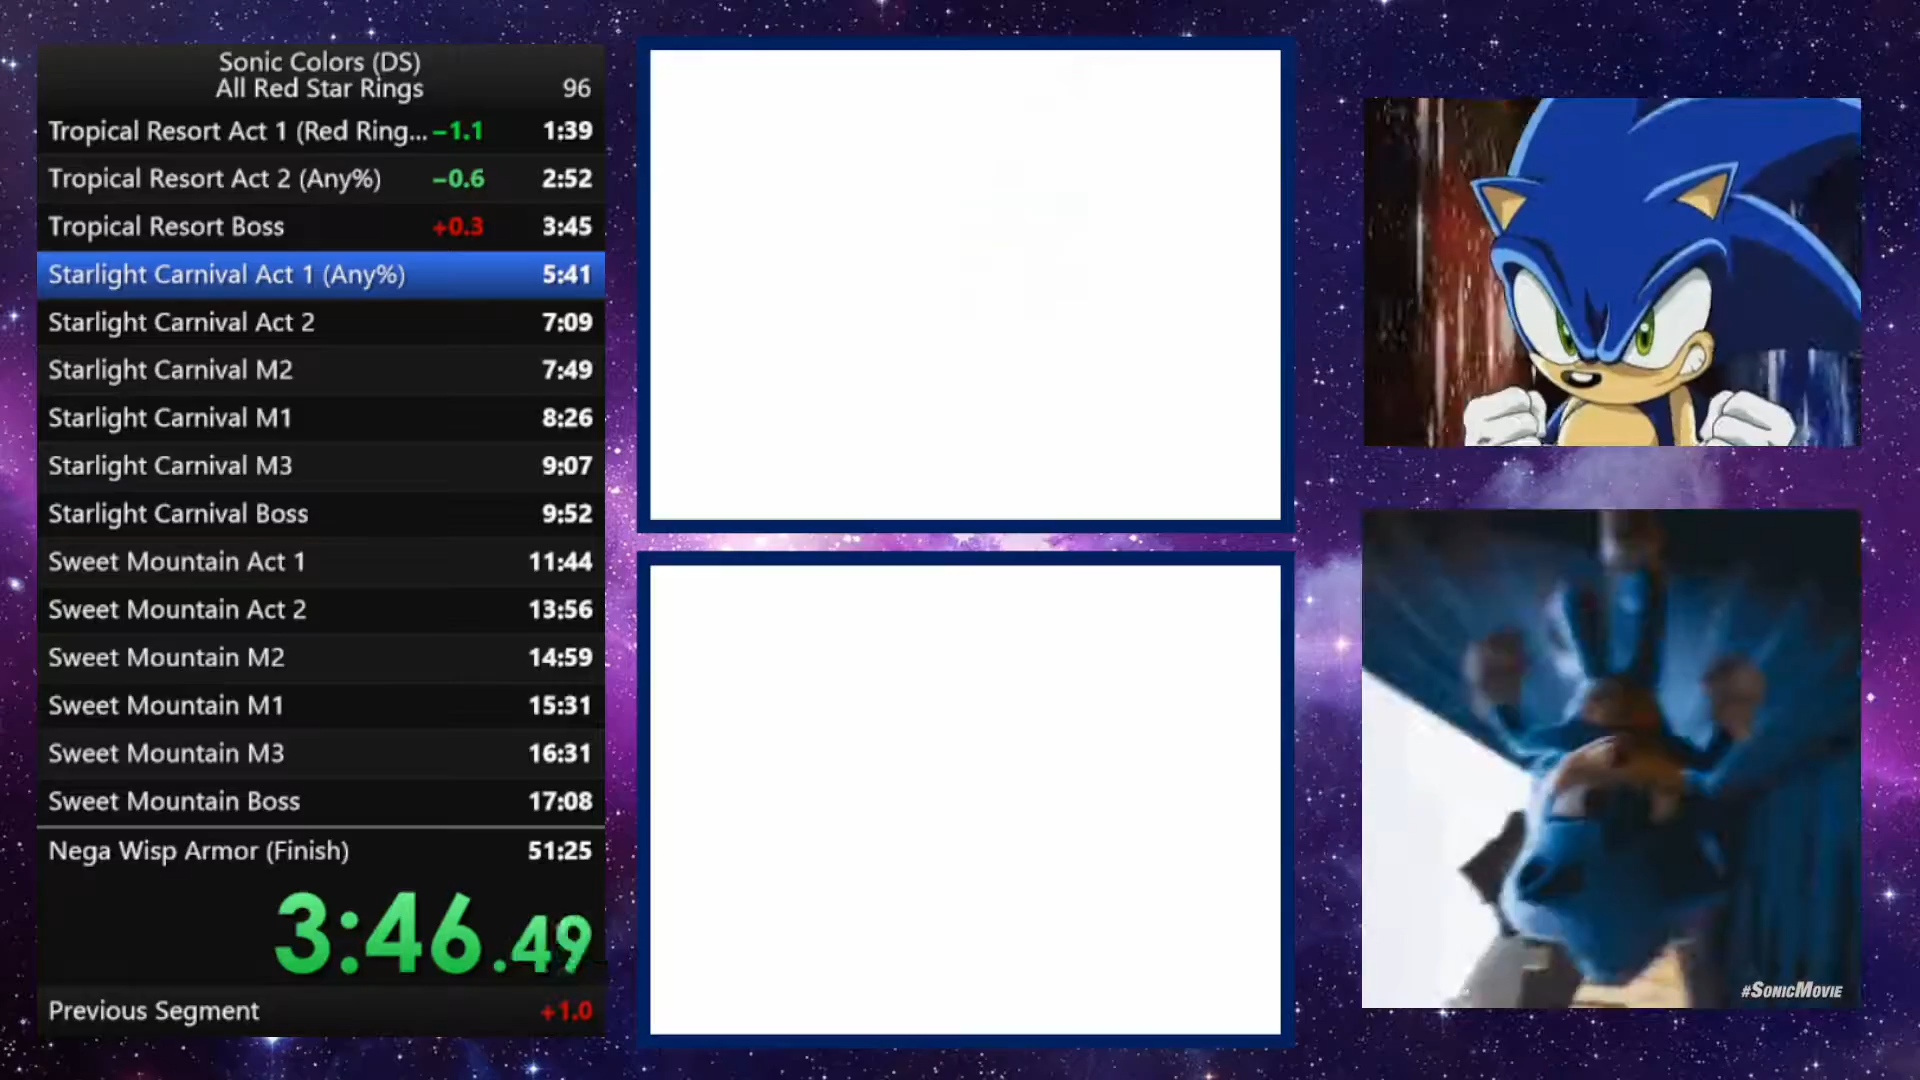 Sonic Colors (DS)
All Red Star Rings 96
Tropical Resort Act 1 (Red Ring... −1.1 1:39
Tropical Resort Act 2 (Any%) −0.6 2:52
Tropical Resort Boss +0.3 3:45
Starlight Carnival Act 1 (Any%) 5:41
Starlight Carnival Act 2 7:09
Starlight Carnival M2 7:49
Starlight Carnival M1 8:26
Starlight Carnival M3 9:07
Starlight Carnival Boss 9:52
Sweet Mountain Act 1 11:44
Sweet Mountain Act 2 13:56
Sweet Mountain M2 14:59
Sweet Mountain M1 15:31
Sweet Mountain M3 16:31
Sweet Mountain Boss 17:08
Nega Wisp Armor (Finish) 51:25
3:46.49
Previous Segment +1.0
#SonicMovie